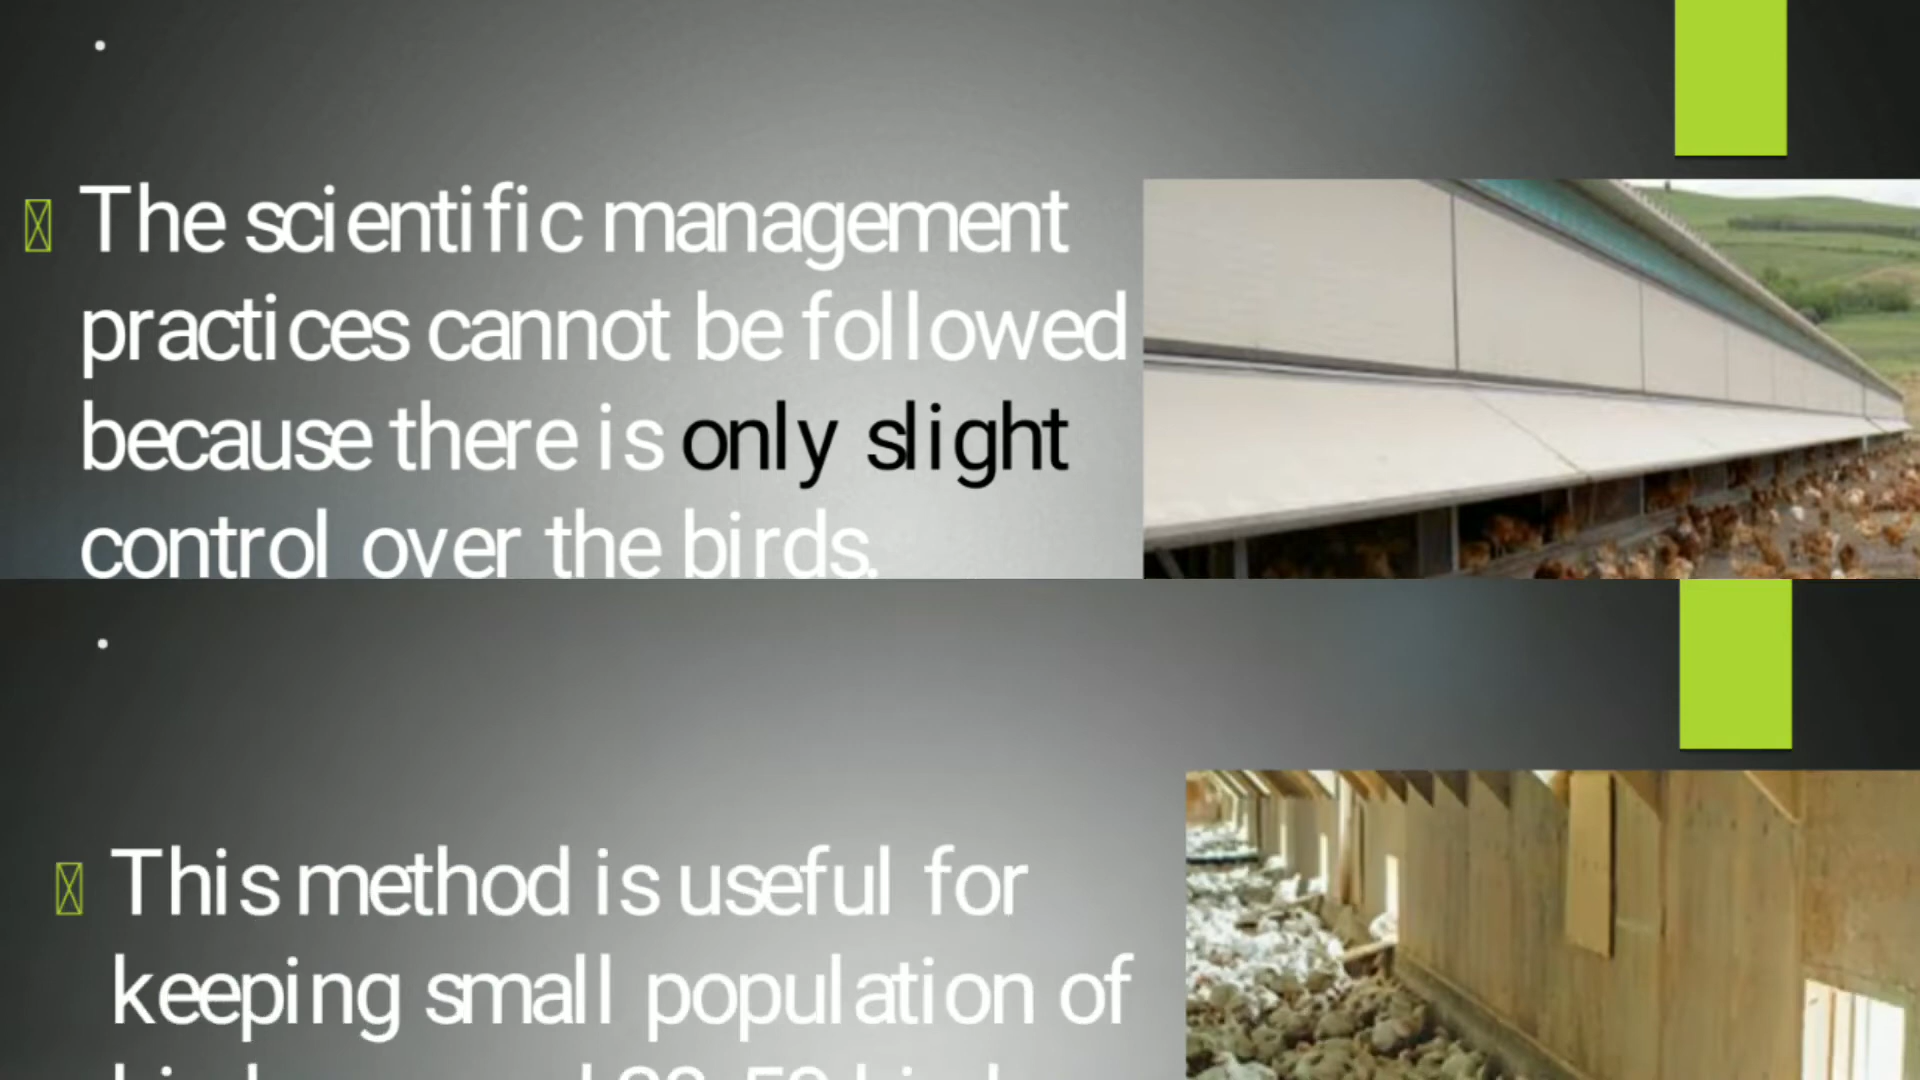 The scientific management
practices cannot be followed
because there is only slight
control over the birds.
This method is useful for
keeping small population of